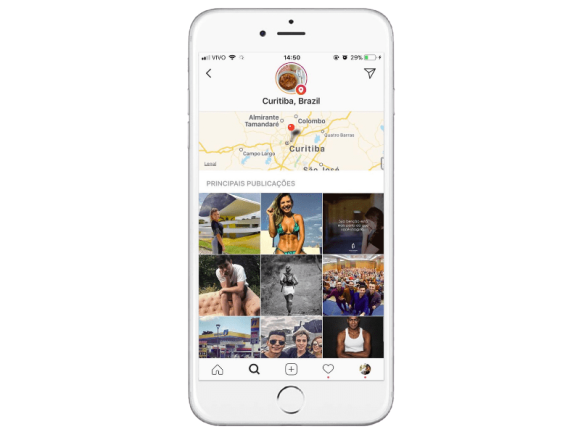 VIVO
14:50
29%
Curitiba, Brazil
Almirante
Tamandaré
Colombo
Quatro Barras
Curitiba
Campo Largo
Legal
São José
PRINCIPAIS PUBLICAÇÕES